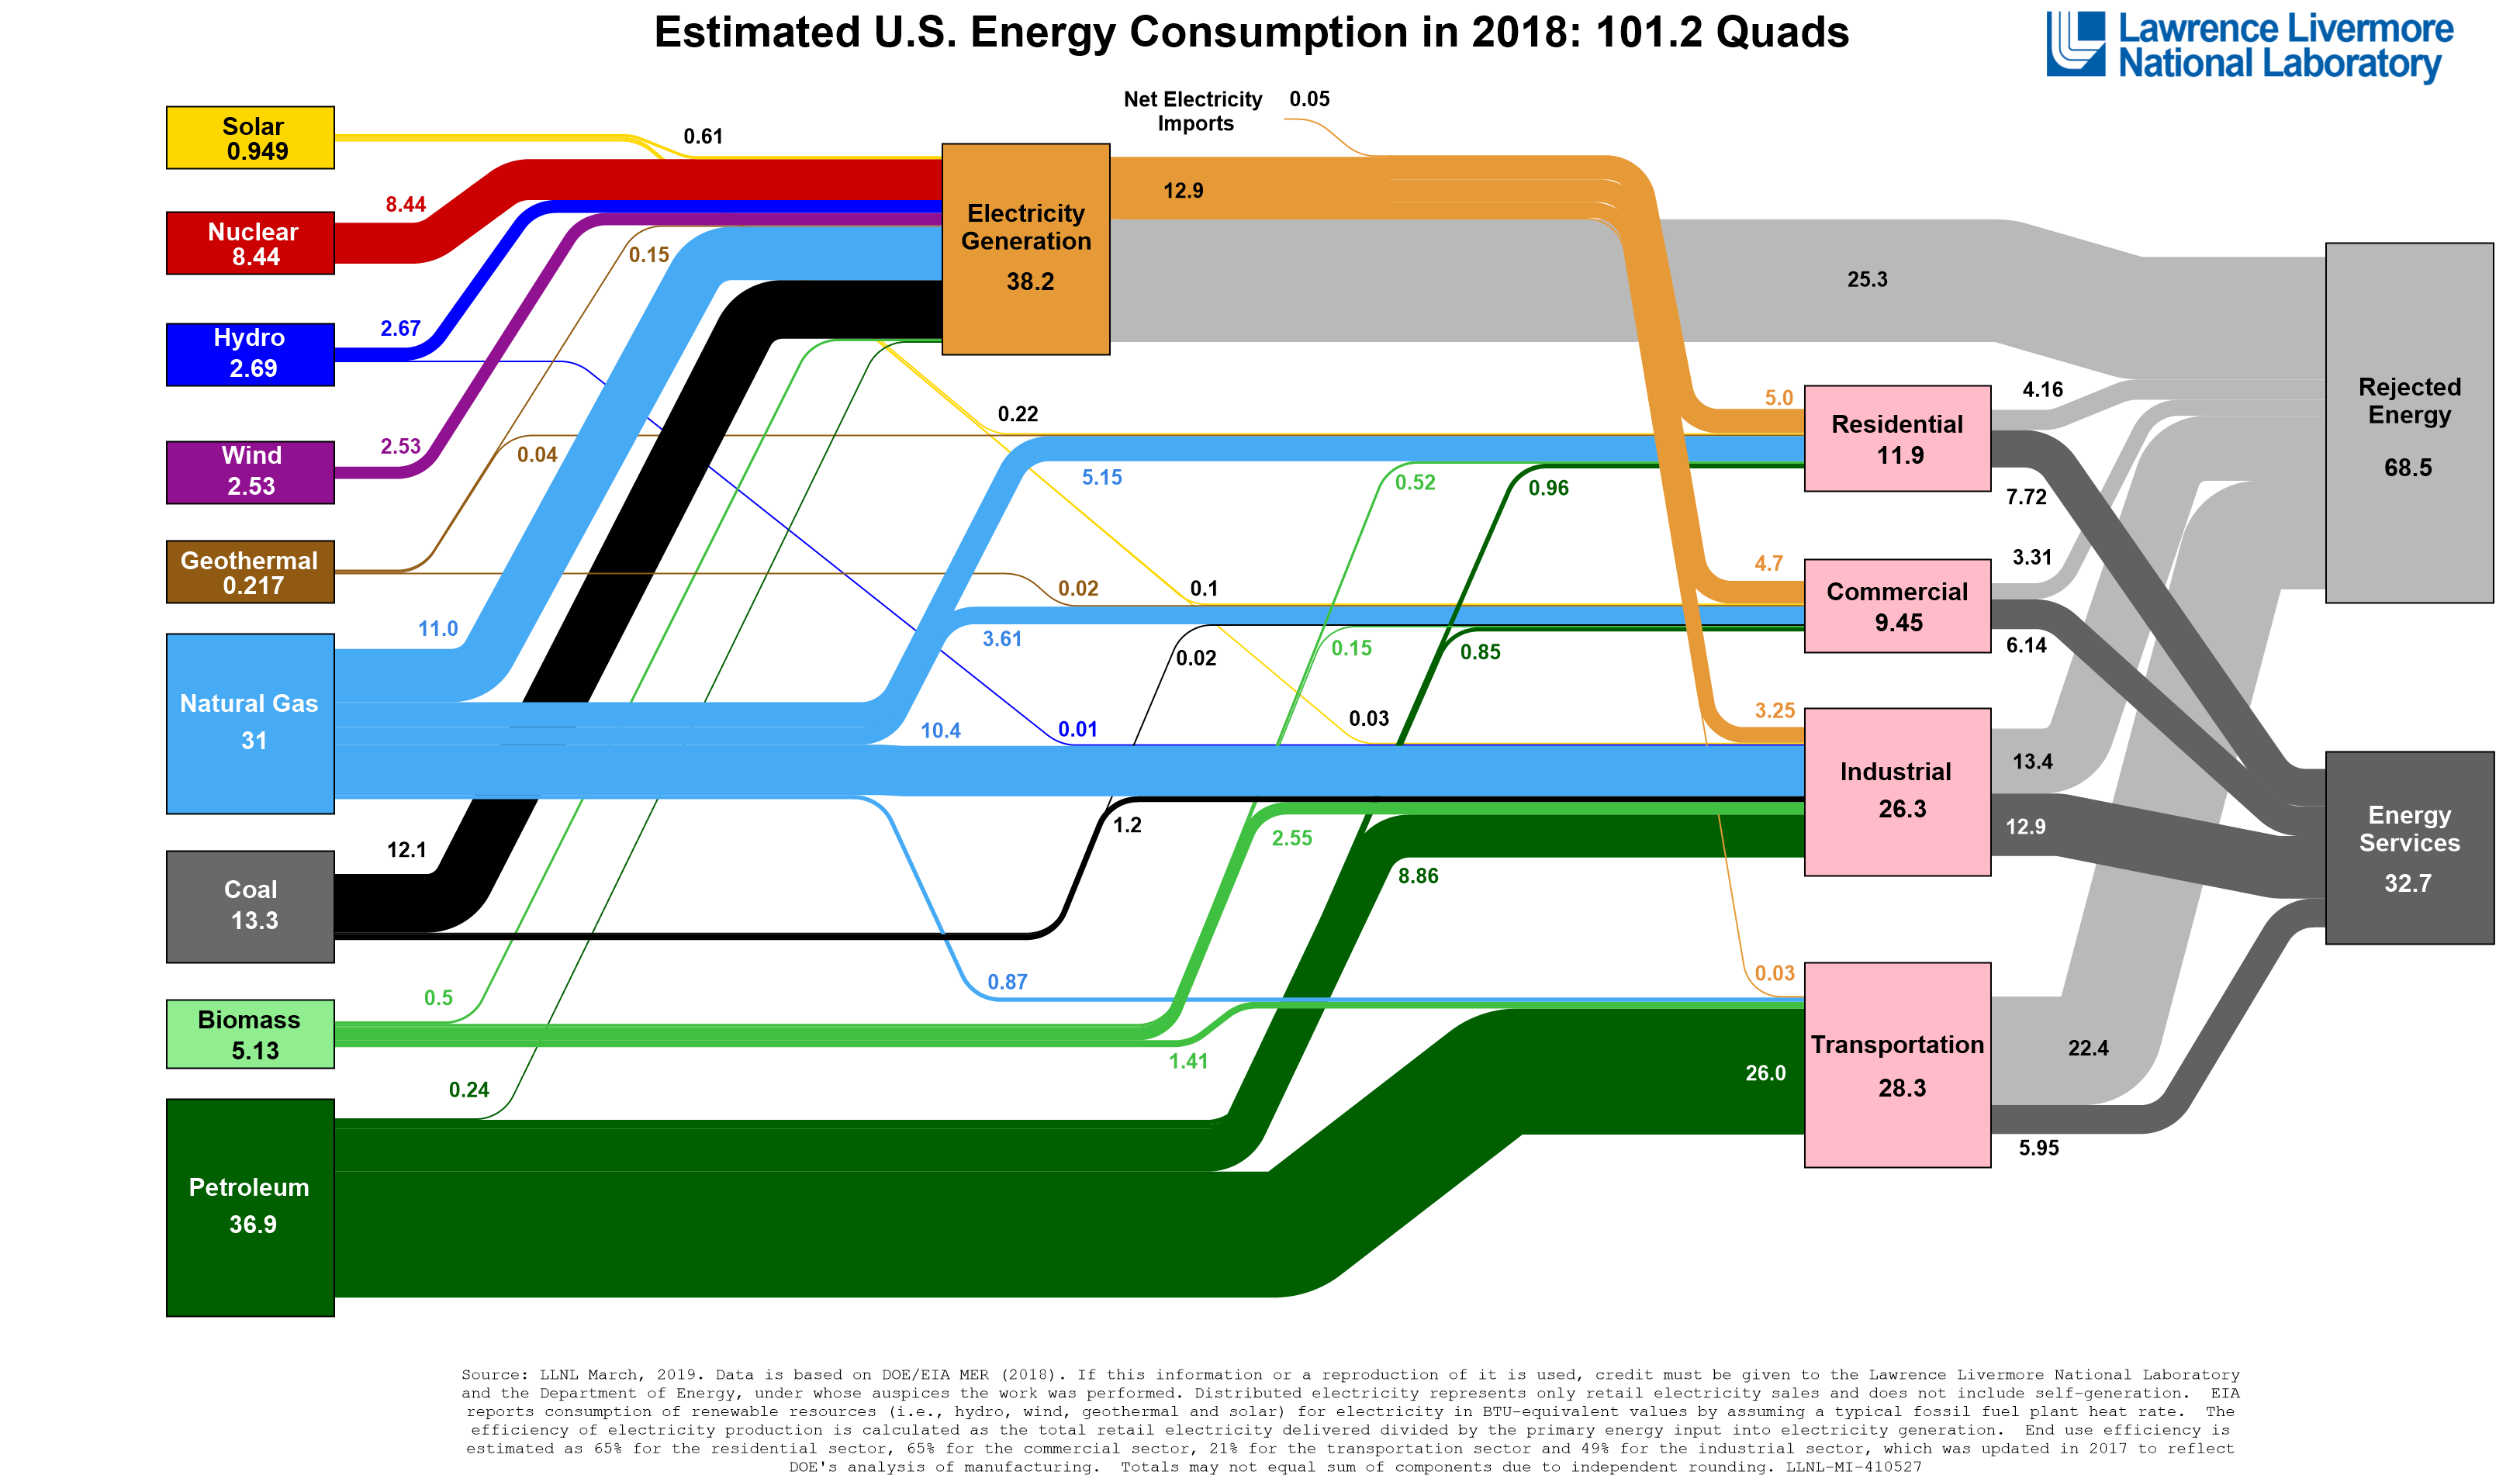 Estimated U.S. Energy Consumption in 2018: 101.2 Quads
Lawrence Livermore
National Laboratory
Net Electricity
Imports
0.05
Solar
0.949
0.61
Nuclear
8.44
8.44
Hydro
2.69
2.67
Wind
2.53
2.53
Geothermal
0.217
0.15
0.04
Natural Gas
31
11.0
Coal
13.3
12.1
Biomass
5.13
0.5
Petroleum
36.9
0.24
Electricity
Generation
38.2
12.9
25.3
0.22
5.15
0.52
0.96
0.02
0.1
3.61
0.02
0.15
0.85
10.4
0.01
0.03
1.2
2.55
8.86
0.87
1.41
26.0
5.0
Residential
11.9
4.16
7.72
4.7
Commercial
9.45
3.31
6.14
3.25
Industrial
26.3
13.4
12.9
0.03
Transportation
28.3
22.4
5.95
Rejected
Energy
68.5
Energy
Services
32.7
Source: LLNL March, 2019. Data is based on DOE/EIA MER (2018). If this information or a reproduction of it is used, credit must be given to the Lawrence Livermore National Laboratory
and the Department of Energy, under whose auspices the work was performed. Distributed electricity represents only retail electricity sales and does not include self-generation.  EIA
reports consumption of renewable resources (i.e., hydro, wind, geothermal and solar) for electricity in BTU-equivalent values by assuming a typical fossil fuel plant heat rate.  The
efficiency of electricity production is calculated as the total retail electricity delivered divided by the primary energy input into electricity generation.  End use efficiency is
estimated as 65% for the residential sector, 65% for the commercial sector, 21% for the transportation sector and 49% for the industrial sector, which was updated in 2017 to reflect
DOE's analysis of manufacturing.  Totals may not equal sum of components due to independent rounding. LLNL-MI-410527